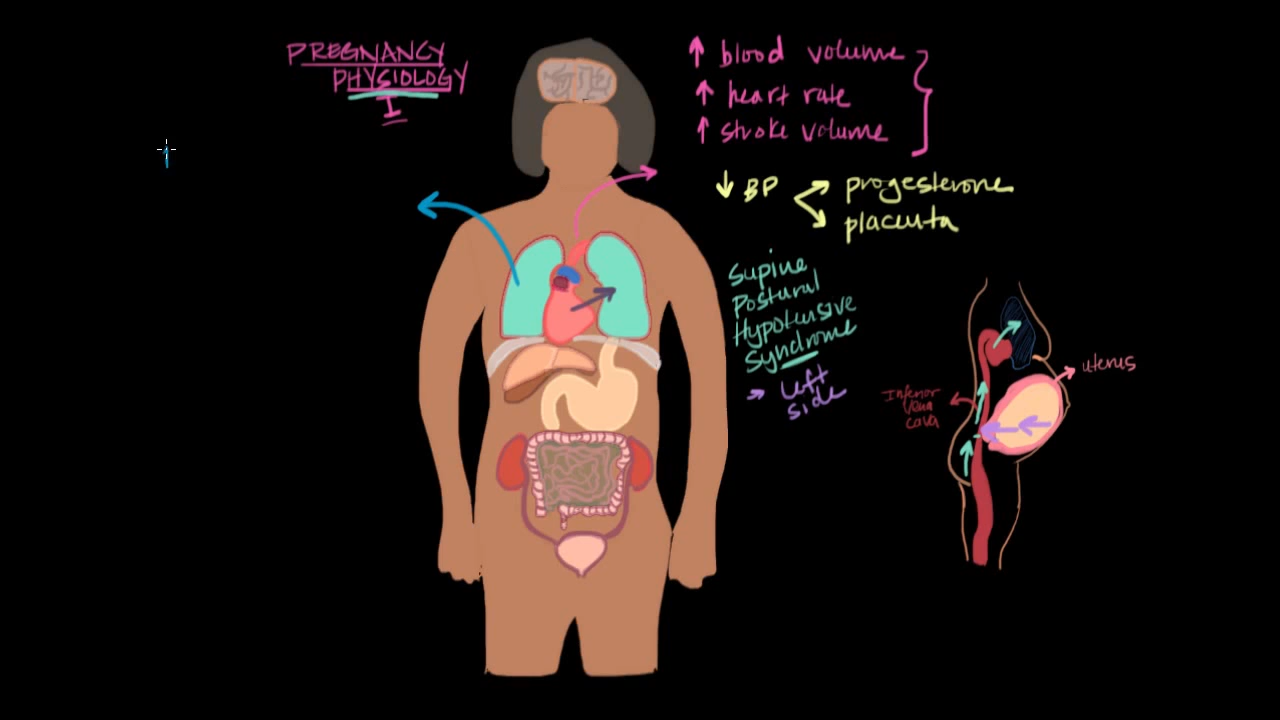 PREGNANCY
PHYSIOLOGY
I
↑ blood volume
↑ heart rate
↑ stroke volume
↓ BP
progesterone
placenta
Supine
Postural
Hypotensive
Syndrome
→ left
side
Inferior
vena
cava
uterus